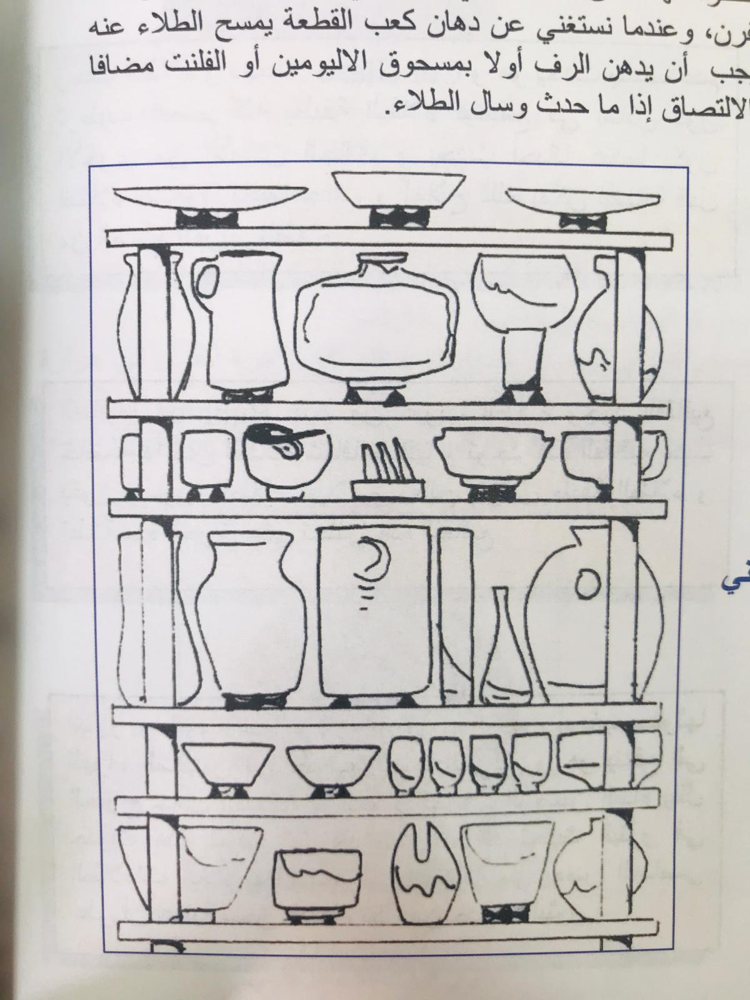 فرن، وعندما نستغني عن دهان كعب القطعة يمسح الطلاء عنه
جب أن يدهن الرف أولا بمسحوق الاليومين أو الفلنت مضافا
الالتصاق إذا ما حدث وسال الطلاء.